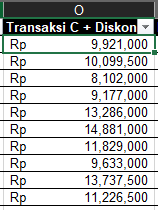 O
Transaksi C + Diskon
Rp 9,921,000
Rp 10,099,500
Rp 8,102,000
Rp 9,177,000
Rp 13,286,000
Rp 14,881,000
Rp 11,829,000
Rp 9,633,000
Rp 13,737,500
Rp 11,226,500